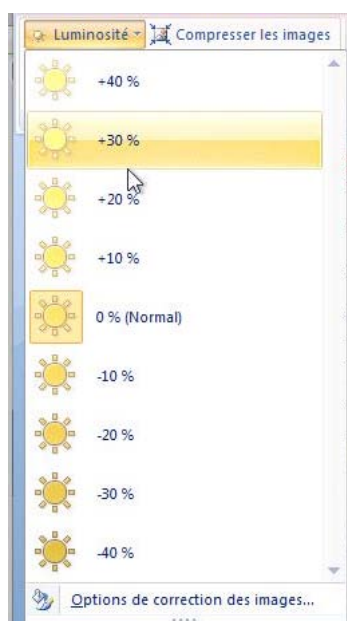 Luminosité Compresser les images
+40 %
+30 %
+20 %
+10 %
0 % (Normal)
-10 %
-20 %
-30 %
-40 %
Options de correction des images...